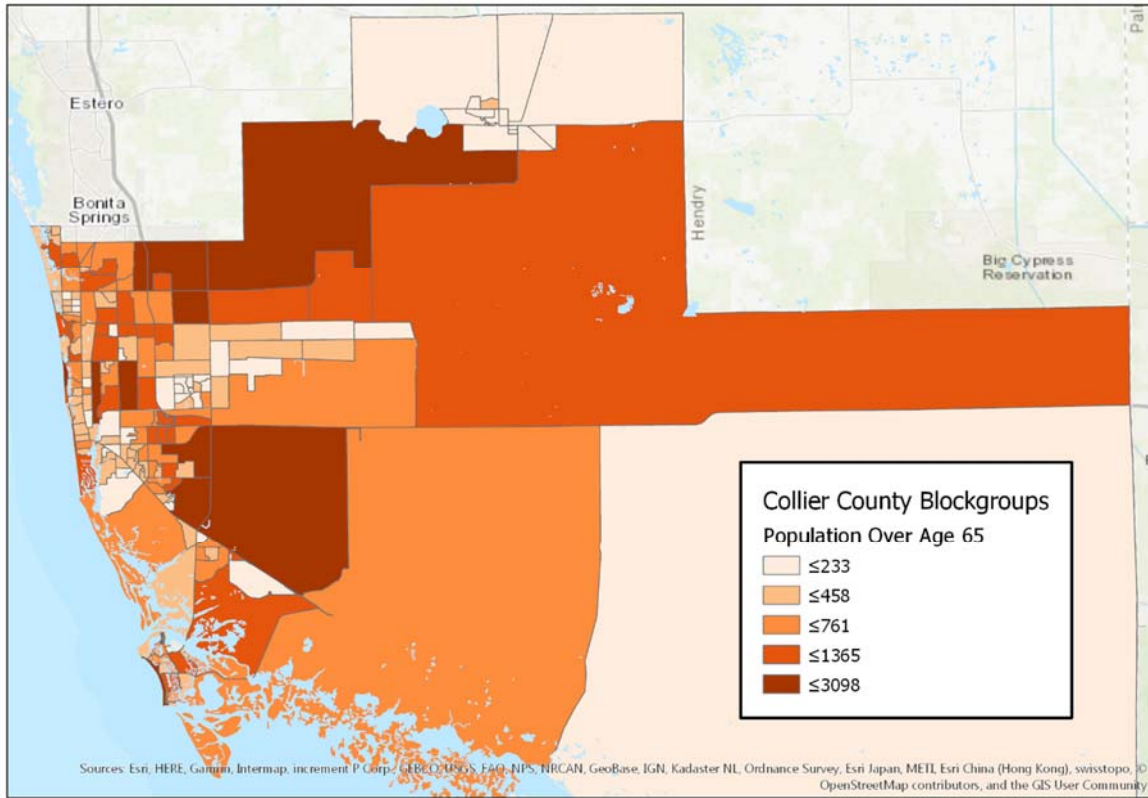 Pal
Estero
Bonita
Springs
Hendry
Big Cypress
Reservation
Collier County Blockgroups
Population Over Age 65
≤233
≤458
≤761
≤1365
≤3098
Sources: Esri, HERE, Garmin, Intermap, increment P Corp., GEBCO, USGS, FAO, NPS, NRCAN, GeoBase, IGN, Kadaster NL, Ordnance Survey, Esri Japan, METI, Esri China (Hong Kong), swisstopo, ©
OpenStreetMap contributors, and the GIS User Community